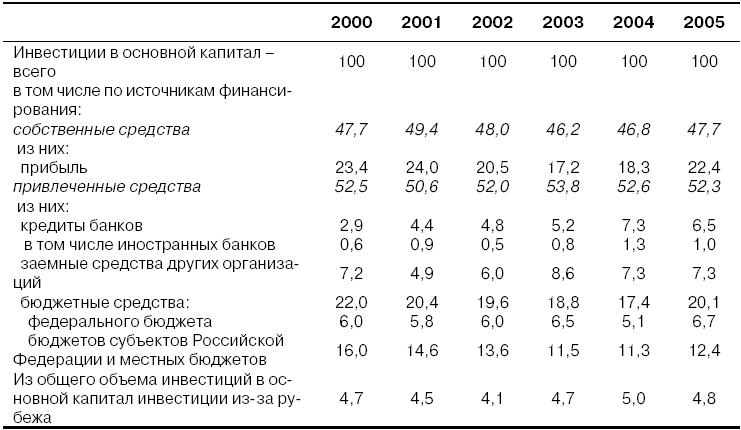 2000 2001 2002 2003 2004 2005
Инвестиции в основной капитал –
всего 100 100 100 100 100 100
в том числе по источникам финанси-
рования:
собственные средства 47,7 49,4 48,0 46,2 46,8 47,7
из них:
прибыль 23,4 24,0 20,5 17,2 18,3 22,4
привлеченные средства 52,5 50,6 52,0 53,8 52,6 52,3
из них:
кредиты банков 2,9 4,4 4,8 5,2 7,3 6,5
в том числе иностранных банков 0,6 0,9 0,5 0,8 1,3 1,0
заемные средства других организа-
ций 7,2 4,9 6,0 8,6 7,3 7,3
бюджетные средства: 22,0 20,4 19,6 18,8 17,4 20,1
федерального бюджета 6,0 5,8 6,0 6,5 5,1 6,7
бюджетов субъектов Российской
Федерации и местных бюджетов 16,0 14,6 13,6 11,5 11,3 12,4
Из общего объема инвестиций в ос-
новной капитал инвестиции из-за ру- 4,7 4,5 4,1 4,7 5,0 4,8
бежа